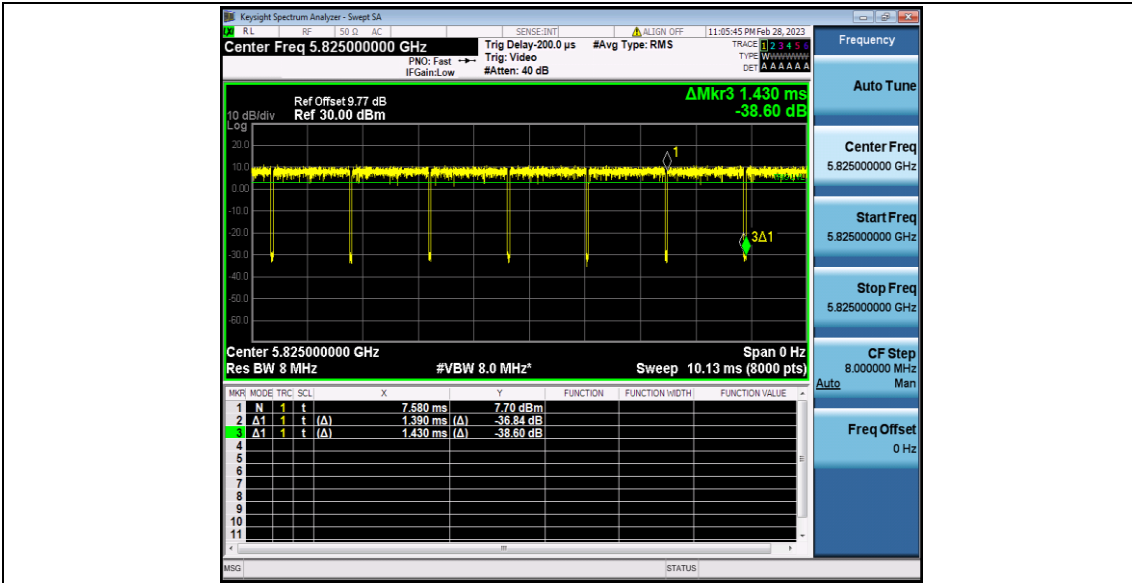 Keysight Spectrum Analyzer - Swept SA
RL RF 50 Ω AC SENSE:INT ALIGN OFF 11:05:45 PM Feb 28, 2023
Center Freq 5.825000000 GHz
PNO: Fast
IFGain:Low
Trig Delay-200.0 µs
Trig: Video
#Atten: 40 dB
#Avg Type: RMS
TRACE 1 2 3 4 5 6
TYPE WWWWWW
DET A A A A A A
ΔMkr3 1.430 ms
-38.60 dB
Ref Offset 9.77 dB
10 dB/div Ref 30.00 dBm
Log
20.0
10.0
0.00
-10.0
-20.0
-30.0
-40.0
-50.0
-60.0
1
3Δ1
Center 5.825000000 GHz Span 0 Hz
Res BW 8 MHz #VBW 8.0 MHz* Sweep 10.13 ms (8000 pts)
MKR MODE TRC SCL X Y FUNCTION FUNCTION WIDTH FUNCTION VALUE
1 N 1 t 7.580 ms 7.70 dBm
2 Δ1 1 t (Δ) 1.390 ms (Δ) -36.84 dB
3 Δ1 1 t (Δ) 1.430 ms (Δ) -38.60 dB
4
5
6
7
8
9
10
11
MSG STATUS
Frequency
Auto Tune
Center Freq
5.825000000 GHz
Start Freq
5.825000000 GHz
Stop Freq
5.825000000 GHz
CF Step
8.000000 MHz
Auto Man
Freq Offset
0 Hz